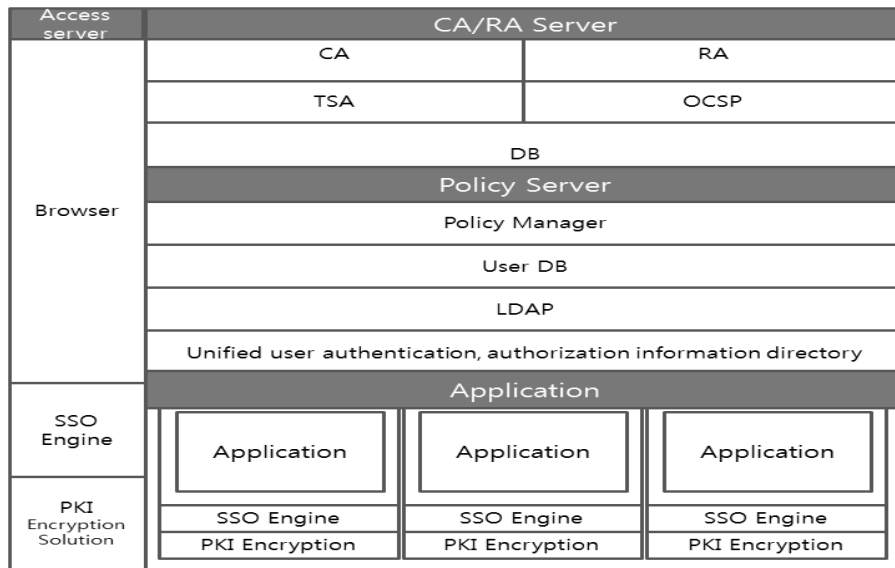 Access
server
CA/RA Server
CA
RA
TSA
OCSP
DB
Policy Server
Browser
Policy Manager
User DB
LDAP
Unified user authentication, authorization information directory
Application
SSO
Engine
Application
Application
Application
PKI
Encryption
Solution
SSO Engine
SSO Engine
SSO Engine
PKI Encryption
PKI Encryption
PKI Encryption